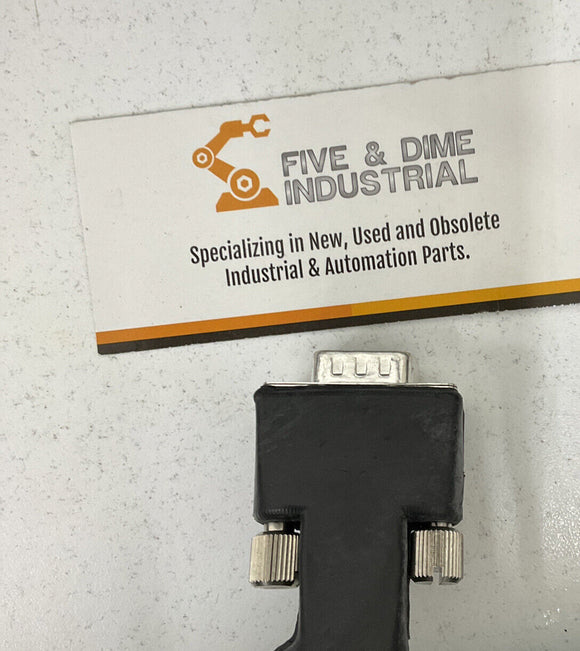 FIVE & DIME
INDUSTRIAL
Specializing in New, Used and Obsolete
Industrial & Automation Parts.